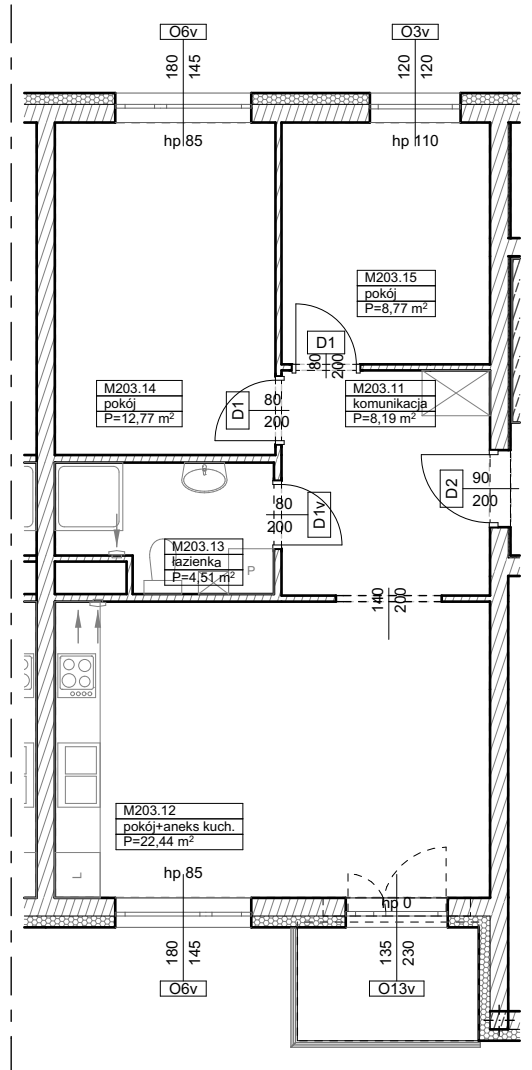 O6v
O3v
180
145
120
120
hp 85
hp 110
M203.15
pokój
P=8,77 m²
D1
80
200
M203.14
pokój
P=12,77 m²
D1
80
200
M203.11
komunikacja
P=8,19 m²
D2
90
200
80
200
D1v
M203.13
łazienka
P=4,51 m²
P
140
200
M203.12
pokój+aneks kuch.
P=22,44 m²
L
hp 85
hp 0
180
145
135
230
O6v
O13v